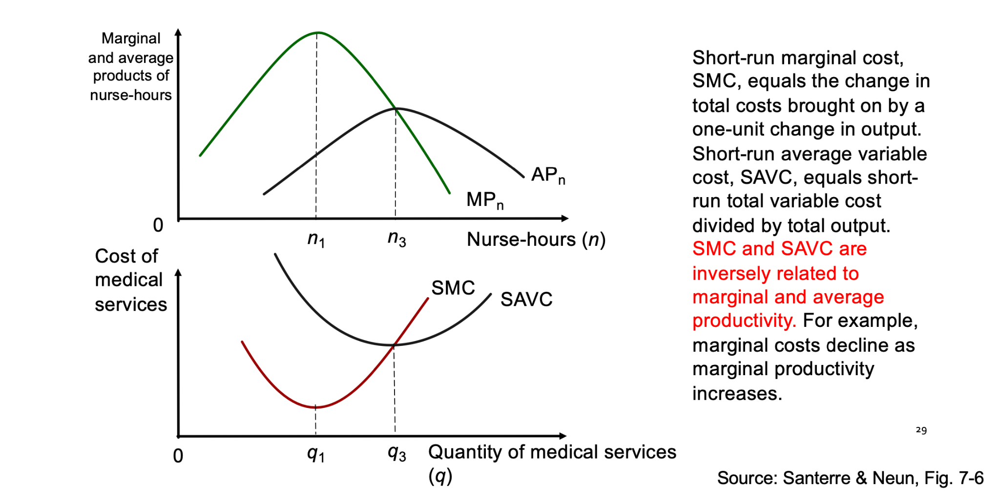 Marginal
and average
products of
nurse-hours
APn
MPn
0
n1
n3
Nurse-hours (n)
Cost of
medical
services
SMC
SAVC
0
q1
q3
Quantity of medical services
(q)
Short-run marginal cost,
SMC, equals the change in
total costs brought on by a
one-unit change in output.
Short-run average variable
cost, SAVC, equals short-
run total variable cost
divided by total output.
SMC and SAVC are
inversely related to
marginal and average
productivity. For example,
marginal costs decline as
marginal productivity
increases.
29
Source: Santerre & Neun, Fig. 7-6